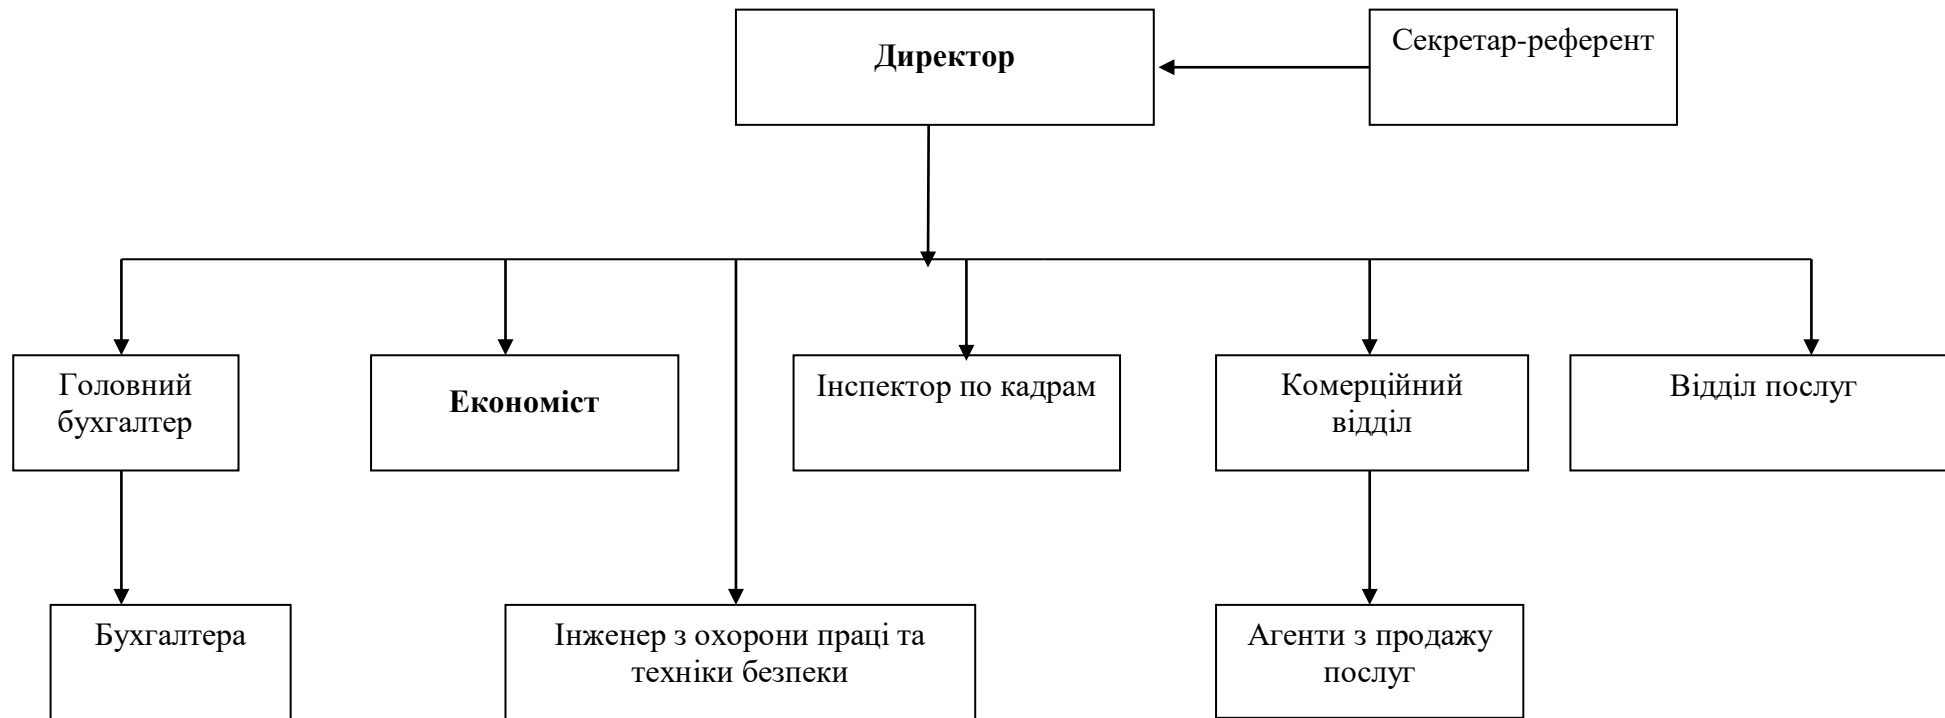 Директор
Секретар-референт
Головний
бухгалтер
Економіст
Інспектор по кадрам
Комерційний
відділ
Відділ послуг
Бухгалтера
Інженер з охорони праці та
техніки безпеки
Агенти з продажу
послуг